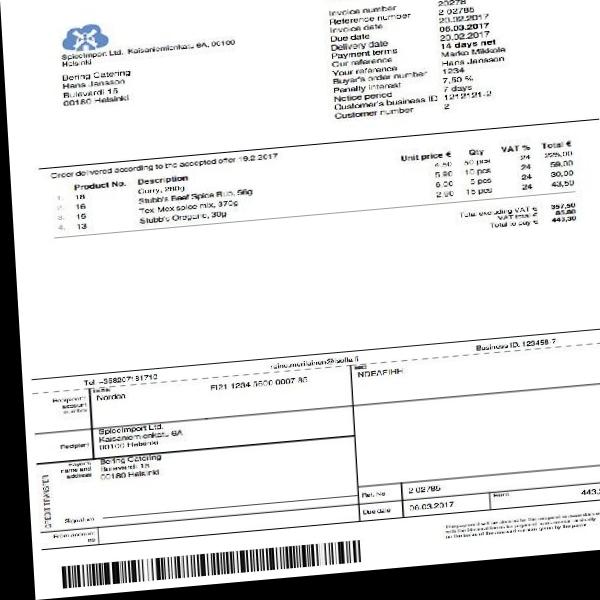 Invoice number 20278
Reference number 2 02785
Invoice date 20.02.2017
Due date 06.03.2017
Delivery date 20.02.2017
Payment terms 14 days net
Our reference Marko Mikkola
Your reference Hans Jansson
Buyer's order number 1234
Penalty interest 7,50 %
Notice period 7 days
Customer's business ID 1212121-2
Customer number 2
SpiceImport Ltd. Kaisaniemenkatu 6A, 00100
Helsinki
Bering Catering
Hans Jansson
Bulevardi 15
00180 Helsinki
Order delivered according to the accepted offer 19.2.2017
Product No. Description Unit price € Qty VAT % Total €
1. 18 Curry, 280g 4.50 50 pcs 24 225,00
2. 16 Stubb's Beef Spice Rub, 56g 5.90 10 pcs 24 59,00
3. 15 Tex Mex spice mix, 370g 6.00 5 pcs 24 30,00
4. 13 Stubb's Oregano, 30g 2.90 15 pcs 24 43,50
Total excluding VAT € 357,50
VAT total € 85,80
Total to pay € 443,30
Tel +358207181710
Business ID. 123456-7
Recipient's account number
Nordea FI21 1234 5600 0007 85
NDEAFIHH
Recipient
SpiceImport Ltd.
Kaisaniemenkatu 6A
00100 Helsinki
Payer's name and address
Bering Catering
Bulevardi 15
00180 Helsinki
CREDIT TRANSFER
Signature
From account no
Ref. No 2 02785
Due date 06.03.2017 Euro 443,3